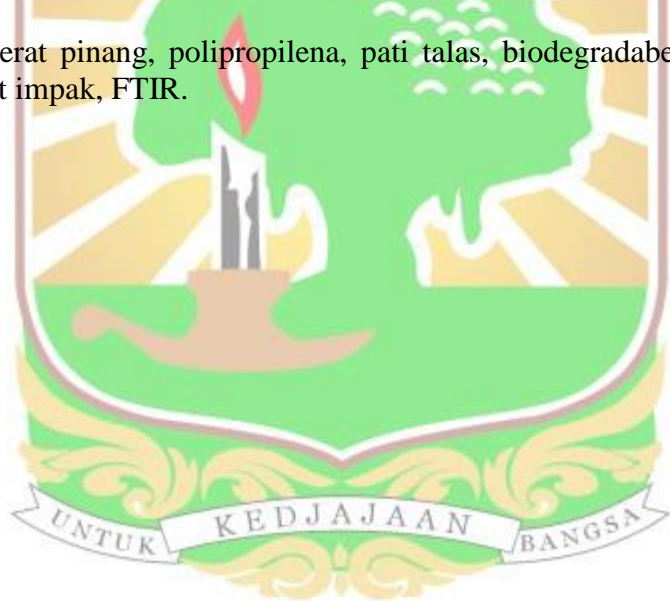 erat pinang, polipropilena, pati talas, biodegradabe
t impak, FTIR.
UNTUK KEDJAJAAN BANGSA